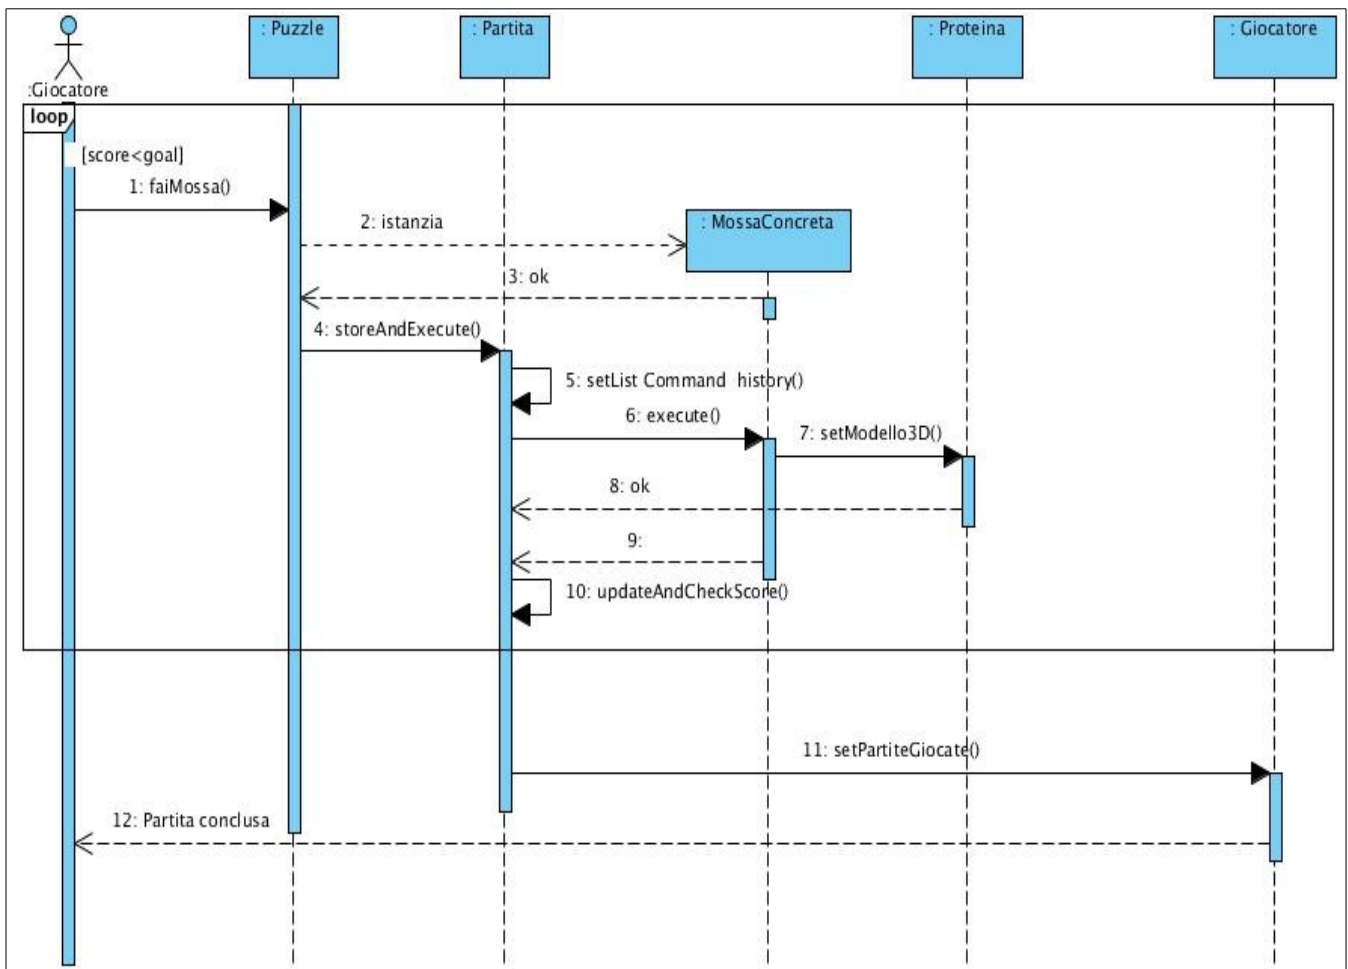 : Puzzle
: Partita
: Proteina
: Giocatore
:Giocatore
loop
[score<goal]
1: faiMossa()
2: istanzia
: MossaConcreta
3: ok
4: storeAndExecute()
5: setList Command  history()
6: execute()
7: setModello3D()
8: ok
9:
10: updateAndCheckScore()
11: setPartiteGiocate()
12: Partita conclusa